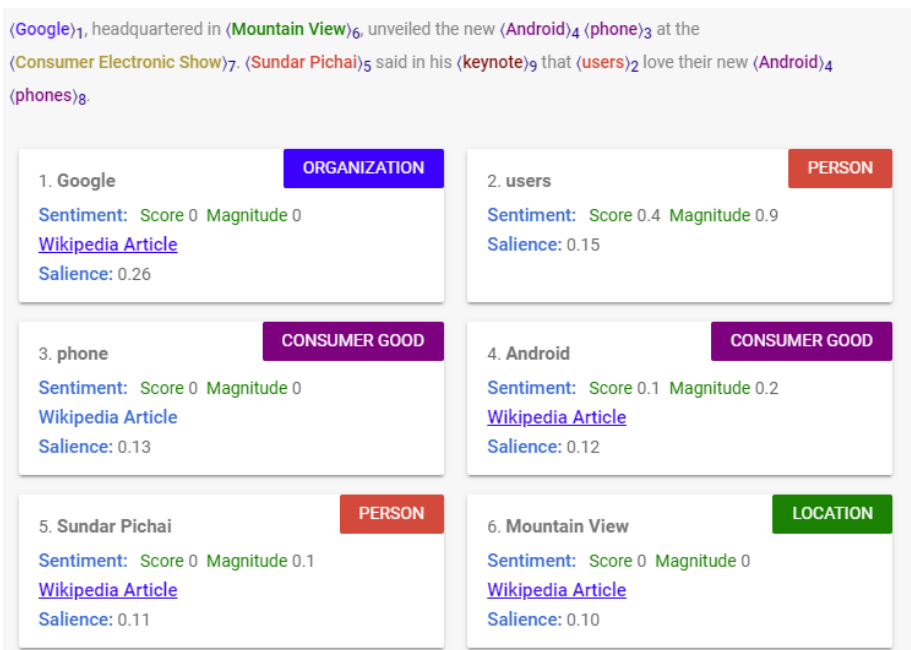 ⟨Google⟩1, headquartered in ⟨Mountain View⟩6, unveiled the new ⟨Android⟩4 ⟨phone⟩3 at the
⟨Consumer Electronic Show⟩7. ⟨Sundar Pichai⟩5 said in his ⟨keynote⟩9 that ⟨users⟩2 love their new ⟨Android⟩4
⟨phones⟩8.
ORGANIZATION
1. Google
Sentiment: Score 0 Magnitude 0
Wikipedia Article
Salience: 0.26
PERSON
2. users
Sentiment: Score 0.4 Magnitude 0.9
Salience: 0.15
CONSUMER GOOD
3. phone
Sentiment: Score 0 Magnitude 0
Wikipedia Article
Salience: 0.13
CONSUMER GOOD
4. Android
Sentiment: Score 0.1 Magnitude 0.2
Wikipedia Article
Salience: 0.12
PERSON
5. Sundar Pichai
Sentiment: Score 0 Magnitude 0.1
Wikipedia Article
Salience: 0.11
LOCATION
6. Mountain View
Sentiment: Score 0 Magnitude 0
Wikipedia Article
Salience: 0.10